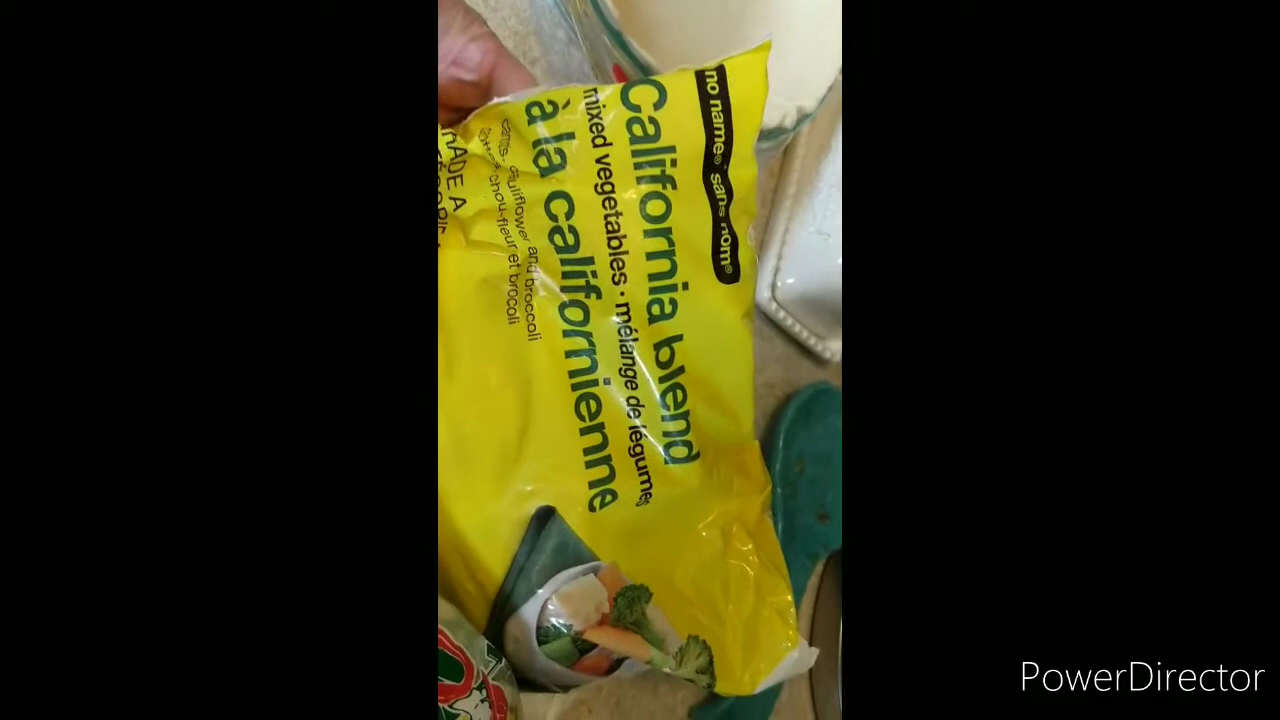 no name® sans nom®
California blend
mixed vegetables · mélange de légumes
à la californienne
cauliflower and broccoli
chou-fleur et brocoli
PowerDirector